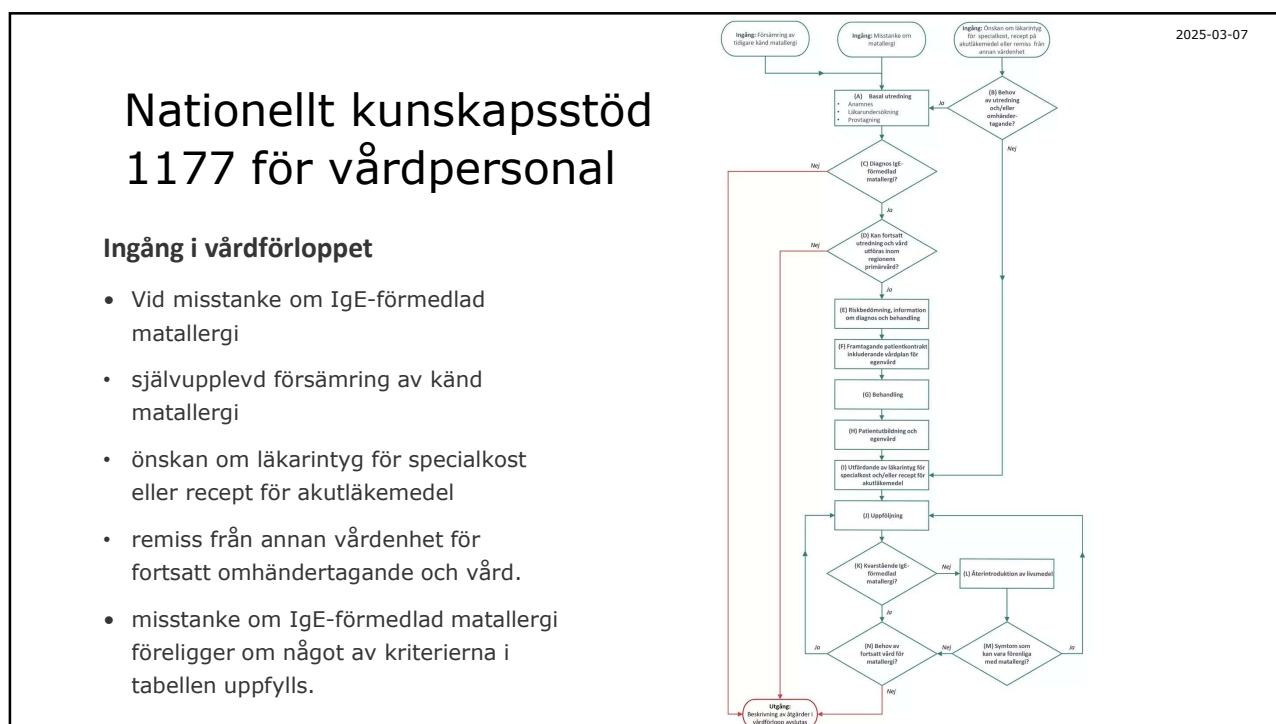 2025-03-07
Nationellt kunskapsstöd
1177 för vårdpersonal
Ingång i vårdförloppet
• Vid misstanke om IgE-förmedlad
matallergi
• självupplevd försämring av känd
matallergi
• önskan om läkarintyg för specialkost
eller recept för akutläkemedel
• remiss från annan vårdenhet för
fortsatt omhändertagande och vård.
• misstanke om IgE-förmedlad matallergi
föreligger om något av kriterierna i
tabellen uppfylls.
Ingång: Försämring av
tidigare känd matallergi
Ingång: Misstanke om
matallergi
Ingång: Önskan om läkarintyg
för specialkost, recept på
akutläkemedel eller remiss från
annan vårdenhet
(A) Basal utredning
• Anamnes
• Läkarundersökning
• Provtagning
Ja
(B) Behov
av utredning
och/eller
omhänder-
tagande?
Nej
Nej
(C) Diagnos IgE-
förmedlad
matallergi?
Ja
Nej
(D) Kan fortsatt
utredning och vård
utföras inom
regionens
primärvård?
Ja
(E) Riskbedömning, information
om diagnos och behandling
(F) Framtagande patientkontrakt
inkluderande vårdplan för
egenvård
(G) Behandling
(H) Patientutbildning och
egenvård
(I) Utfärdande av läkarintyg för
specialkost och/eller recept för
akutläkemedel
(J) Uppföljning
(K) Kvarstående IgE-
förmedlad
matallergi?
Nej
(L) Återintroduktion av livsmedel
Ja
Ja
(N) Behov av
fortsatt vård för
matallergi?
Nej
(M) Symtom som
kan vara förenliga
med matallergi?
Ja
Nej
Utgång:
Beskrivning av åtgärder i
vårdförlopp avslutas